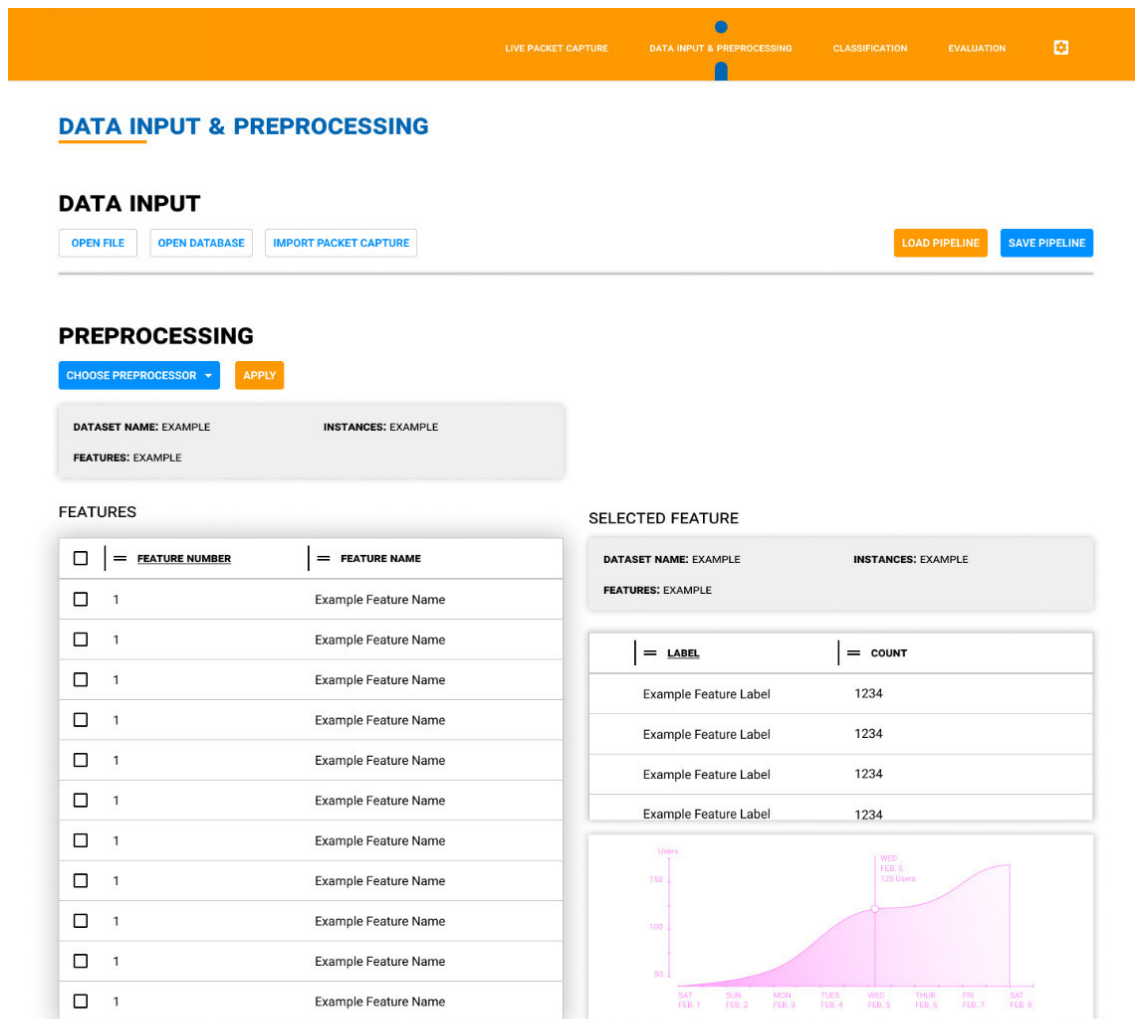 LIVE PACKET CAPTURE DATA INPUT & PREPROCESSING CLASSIFICATION EVALUATION
DATA INPUT & PREPROCESSING
DATA INPUT
OPEN FILE OPEN DATABASE IMPORT PACKET CAPTURE LOAD PIPELINE SAVE PIPELINE
PREPROCESSING
CHOOSE PREPROCESSOR APPLY
DATASET NAME: EXAMPLE INSTANCES: EXAMPLE
FEATURES: EXAMPLE
FEATURES
FEATURE NUMBER FEATURE NAME
1 Example Feature Name
1 Example Feature Name
1 Example Feature Name
1 Example Feature Name
1 Example Feature Name
1 Example Feature Name
1 Example Feature Name
1 Example Feature Name
1 Example Feature Name
1 Example Feature Name
1 Example Feature Name
SELECTED FEATURE
DATASET NAME: EXAMPLE INSTANCES: EXAMPLE
FEATURES: EXAMPLE
LABEL COUNT
Example Feature Label 1234
Example Feature Label 1234
Example Feature Label 1234
Example Feature Label 1234
Users
WED
FEB. 5
120 Users
150
100
90
SAT SUN MON TUES WED THUR FRI SAT
FEB. 1 FEB. 2 FEB. 3 FEB. 4 FEB. 5 FEB. 6 FEB. 7 FEB. 8